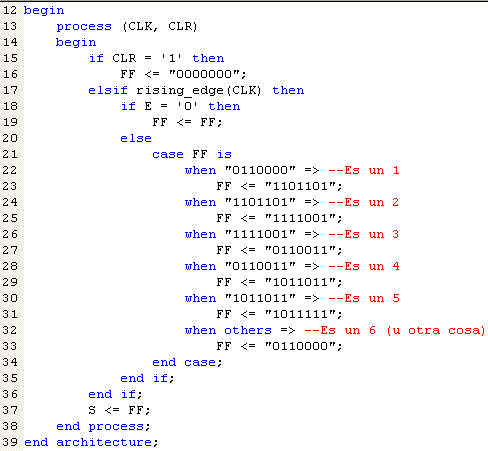 12 begin
13     process (CLK, CLR)
14     begin
15         if CLR = '1' then
16             FF <= "0000000";
17         elsif rising_edge(CLK) then
18             if E = '0' then
19                 FF <= FF;
20             else
21                 case FF is
22                     when "0110000" => --Es un 1
23                         FF <= "1101101";
24                     when "1101101" => --Es un 2
25                         FF <= "1111001";
26                     when "1111001" => --Es un 3
27                         FF <= "0110011";
28                     when "0110011" => --Es un 4
29                         FF <= "1011011";
30                     when "1011011" => --Es un 5
31                         FF <= "1011111";
32                     when others => --Es un 6 (u otra cosa)
33                         FF <= "0110000";
34                 end case;
35             end if;
36         end if;
37         S <= FF;
38     end process;
39 end architecture;